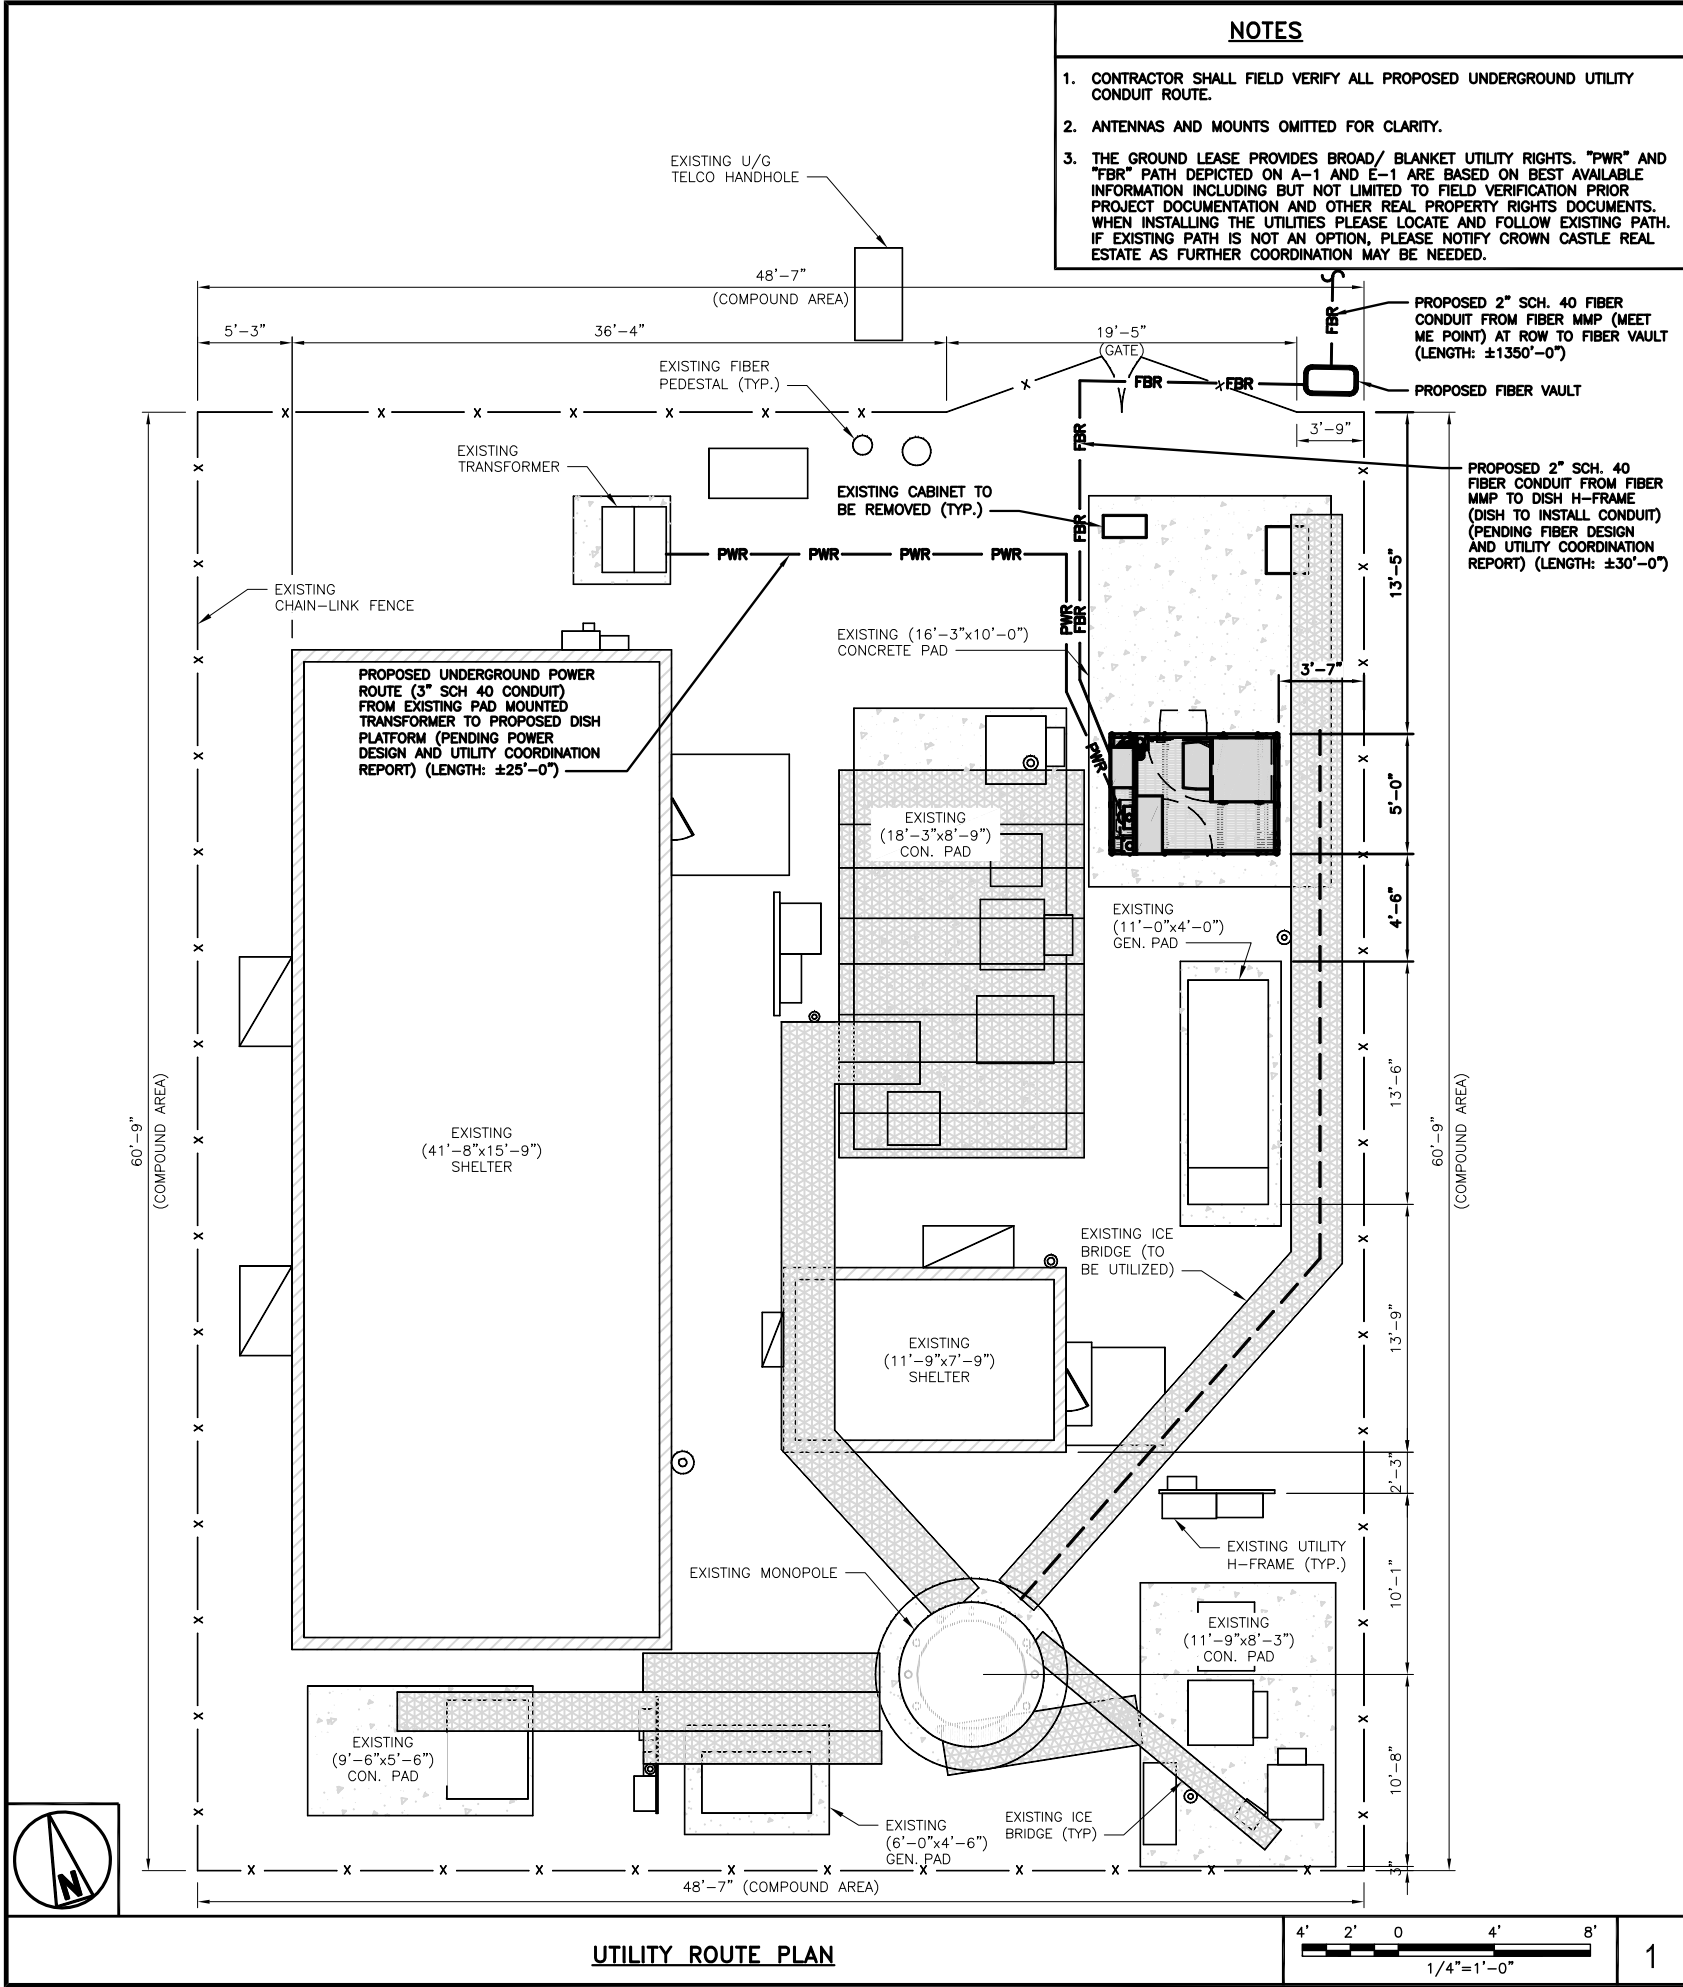 NOTES
1. CONTRACTOR SHALL FIELD VERIFY ALL PROPOSED UNDERGROUND UTILITY
CONDUIT ROUTE.
2. ANTENNAS AND MOUNTS OMITTED FOR CLARITY.
3. THE GROUND LEASE PROVIDES BROAD/ BLANKET UTILITY RIGHTS. "PWR" AND
"FBR" PATH DEPICTED ON A-1 AND E-1 ARE BASED ON BEST AVAILABLE
INFORMATION INCLUDING BUT NOT LIMITED TO FIELD VERIFICATION PRIOR
PROJECT DOCUMENTATION AND OTHER REAL PROPERTY RIGHTS DOCUMENTS.
WHEN INSTALLING THE UTILITIES PLEASE LOCATE AND FOLLOW EXISTING PATH.
IF EXISTING PATH IS NOT AN OPTION, PLEASE NOTIFY CROWN CASTLE REAL
ESTATE AS FURTHER COORDINATION MAY BE NEEDED.
EXISTING U/G
TELCO HANDHOLE
48'-7"
(COMPOUND AREA)
5'-3"
36'-4"
19'-5"
(GATE)
FBR
PROPOSED 2" SCH. 40 FIBER
CONDUIT FROM FIBER MMP (MEET
ME POINT) AT ROW TO FIBER VAULT
(LENGTH: ±1350'-0")
EXISTING FIBER
PEDESTAL (TYP.)
FBR
FBR
PROPOSED FIBER VAULT
3'-9"
FBR
EXISTING
TRANSFORMER
PROPOSED 2" SCH. 40
FIBER CONDUIT FROM FIBER
MMP TO DISH H-FRAME
(DISH TO INSTALL CONDUIT)
(PENDING FIBER DESIGN
AND UTILITY COORDINATION
REPORT) (LENGTH: ±30'-0")
EXISTING CABINET TO
BE REMOVED (TYP.)
FBR
PWR
PWR
PWR
PWR
13'-5"
EXISTING
CHAIN-LINK FENCE
PWR
FBR
EXISTING (16'-3"x10'-0")
CONCRETE PAD
3'-7"
PROPOSED UNDERGROUND POWER
ROUTE (3" SCH 40 CONDUIT)
FROM EXISTING PAD MOUNTED
TRANSFORMER TO PROPOSED DISH
PLATFORM (PENDING POWER
DESIGN AND UTILITY COORDINATION
REPORT) (LENGTH: ±25'-0")
PWR
5'-0"
EXISTING
(18'-3"x8'-9")
CON. PAD
4'-6"
EXISTING
(11'-0"x4'-0")
GEN. PAD
13'-6"
60'-9"
(COMPOUND AREA)
60'-9"
(COMPOUND AREA)
EXISTING
(41'-8"x15'-9")
SHELTER
EXISTING ICE
BRIDGE (TO
BE UTILIZED)
13'-9"
EXISTING
(11'-9"x7'-9")
SHELTER
2'-3"
EXISTING UTILITY
H-FRAME (TYP.)
EXISTING MONOPOLE
10'-1"
EXISTING
(11'-9"x8'-3")
CON. PAD
EXISTING
(9'-6"x5'-6")
CON. PAD
10'-8"
EXISTING ICE
BRIDGE (TYP)
EXISTING
(6'-0"x4'-6")
GEN. PAD
3"
48'-7" (COMPOUND AREA)
N
UTILITY ROUTE PLAN
4' 2' 0 4' 8'
1/4"=1'-0"
1